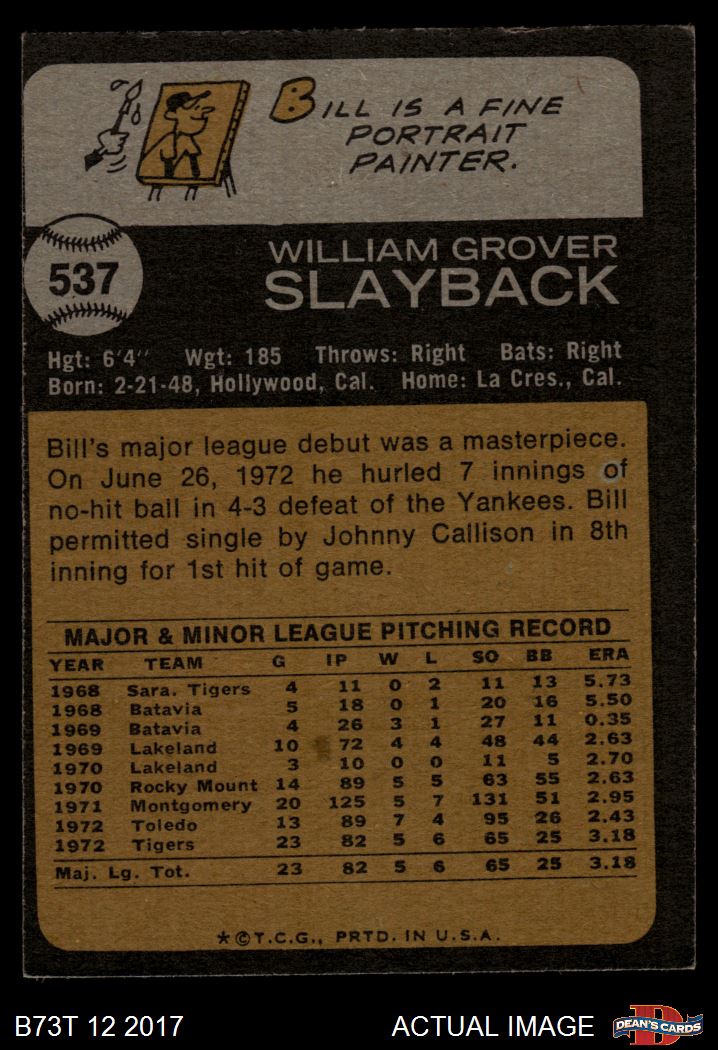 BILL IS A FINE
PORTRAIT
PAINTER.
537
WILLIAM GROVER
SLAYBACK
Hgt: 6'4" Wgt: 185 Throws: Right Bats: Right
Born: 2-21-48, Hollywood, Cal. Home: La Cres., Cal.
Bill's major league debut was a masterpiece.
On June 26, 1972 he hurled 7 innings of
no-hit ball in 4-3 defeat of the Yankees. Bill
permitted single by Johnny Callison in 8th
inning for 1st hit of game.
MAJOR & MINOR LEAGUE PITCHING RECORD
YEAR TEAM G IP W L SO BB ERA
1968 Sara. Tigers 4 11 0 2 11 13 5.73
1968 Batavia 5 18 0 1 20 16 5.50
1969 Batavia 4 26 3 1 27 11 0.35
1969 Lakeland 10 72 4 4 48 44 2.63
1970 Lakeland 3 10 0 0 11 5 2.70
1970 Rocky Mount 14 89 5 5 63 55 2.63
1971 Montgomery 20 125 5 7 131 51 2.95
1972 Toledo 13 89 7 4 95 26 2.43
1972 Tigers 23 82 5 6 65 25 3.18
Maj. Lg. Tot. 23 82 5 6 65 25 3.18
*©T.C.G., PRTD. IN U.S.A.
B73T 12 2017 ACTUAL IMAGE DEAN'S CARDS